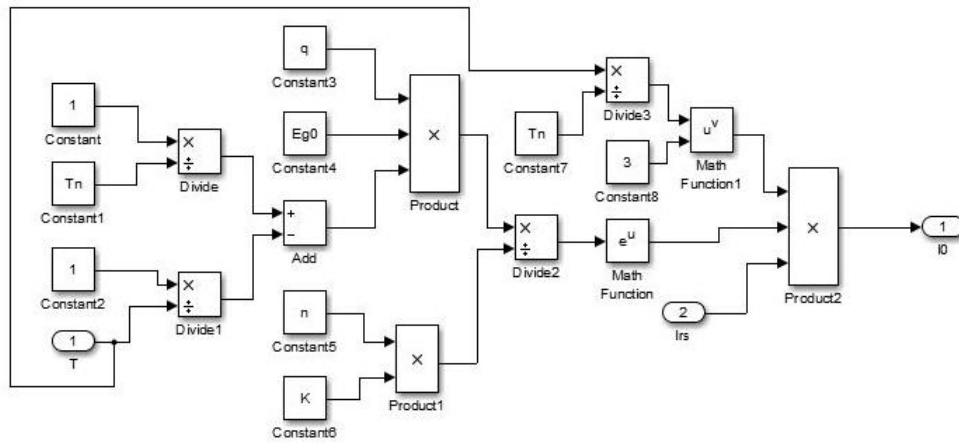 q
Constant3
1
Constant
Eg0
Constant4
×
Product
×
÷
Divide3
Tn
Constant7
u^v
Math
Function1
3
Constant8
Tn
Constant1
×
÷
Divide
+
−
Add
1
Constant2
×
÷
Divide1
1
T
×
÷
Divide2
e^u
Math
Function
2
Irs
×
Product2
1
I0
n
Constant5
K
Constant6
×
Product1